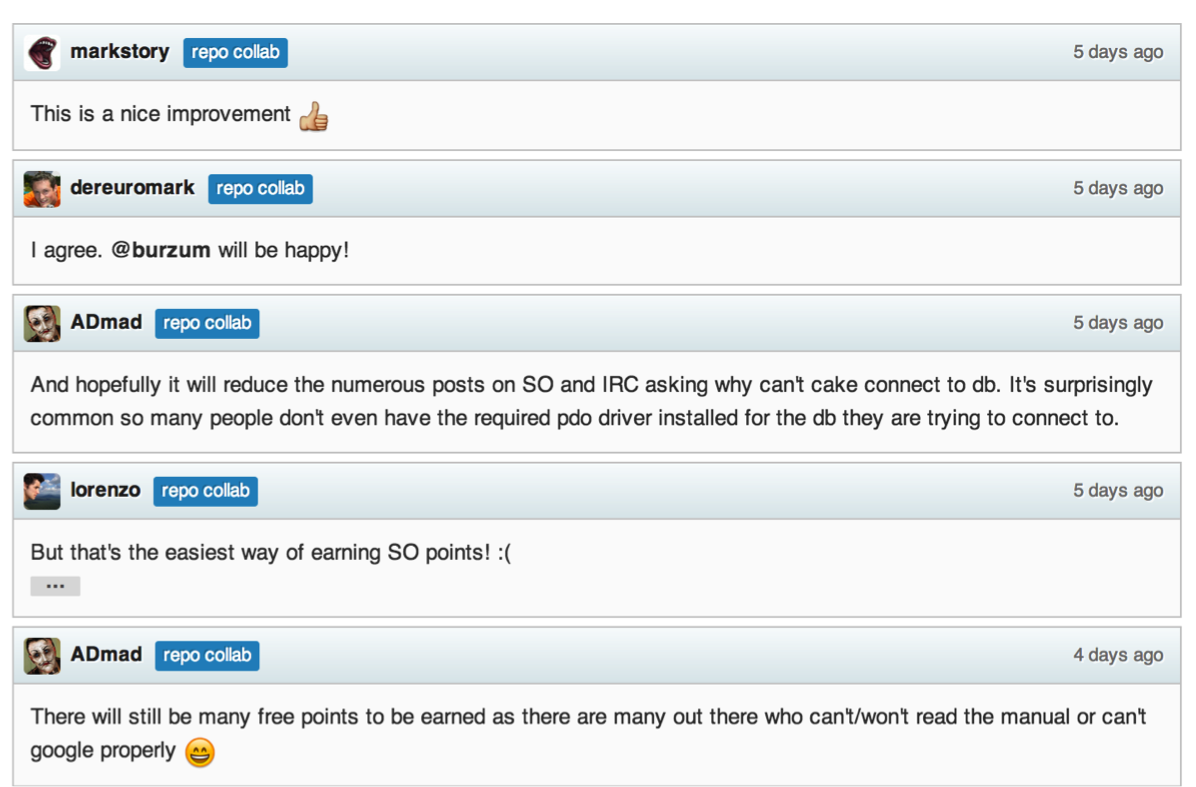 markstory repo collab 5 days ago
This is a nice improvement 👍
dereuromark repo collab 5 days ago
I agree. @burzum will be happy!
ADmad repo collab 5 days ago
And hopefully it will reduce the numerous posts on SO and IRC asking why can't cake connect to db. It's surprisingly
common so many people don't even have the required pdo driver installed for the db they are trying to connect to.
lorenzo repo collab 5 days ago
But that's the easiest way of earning SO points! :(
...
ADmad repo collab 4 days ago
There will still be many free points to be earned as there are many out there who can't/won't read the manual or can't
google properly 😄